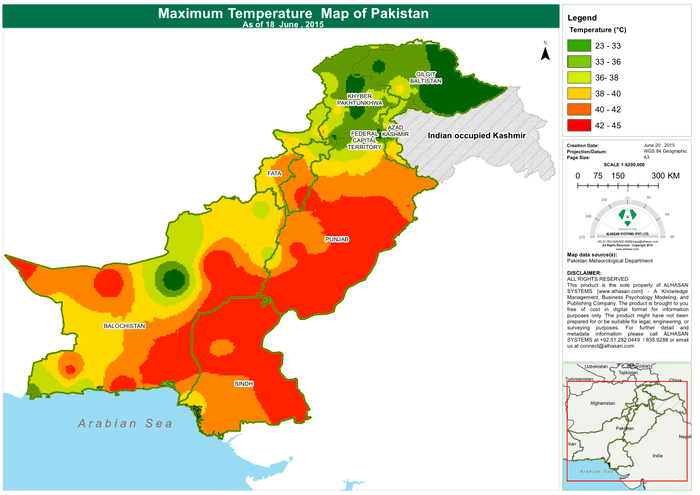 Maximum Temperature Map of Pakistan
As of 18 June , 2015
N
GILGIT
BALTISTAN
KHYBER
PAKHTUNKHWA
AZAD
KASHMIR
FEDERAL
CAPITAL
TERRITORY
Indian occupied Kashmir
FATA
PUNJAB
BALOCHISTAN
SINDH
Arabian Sea
Legend
Temperature (°C)
23 - 33
33 - 36
36- 38
38 - 40
40 - 42
42 - 45
Creation Date: June 20 , 2015
Projection/Datum: WGS 84 Geographic
Page Size: A3
SCALE 1:6200,000
0 75 150 300 KM
ALHASAN SYSTEMS (PVT) LTD.
All Rights Reserved - Copyright 2015
www.alhasan.com
Map data source(s):
Pakistan Meteorological Department
DISCLAIMER:
ALL RIGHTS RESERVED
This product is the sole property of ALHASAN
SYSTEMS [www.alhasan.com] - A Knowledge
Management, Business Psychology Modeling, and
Publishing Company. The product is brought to you
free of cost in digital format for information
purposes only. The product might have not been
prepared for or be suitable for legal, engineering, or
surveying purposes. For further detail and
metadata information please call ALHASAN
SYSTEMS at +92.51.282.0449 / 835.9288 or email
us at connect@alhasan.com
Uzbekistan
Tajikistan
Turkmenistan
China
Afghanistan
Pakistan
Iran
Nepal
India
Arabian Sea